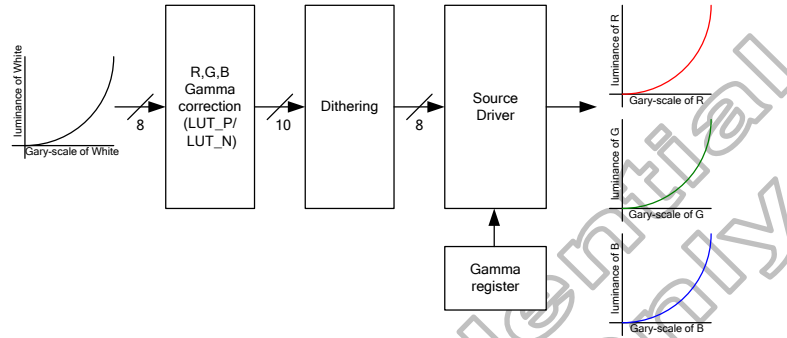 luminance of White
Gary-scale of White
8
R,G,B
Gamma
correction
(LUT_P/
LUT_N)
10
Dithering
8
Source
Driver
Gamma
register
luminance of R
Gary-scale of R
luminance of G
Gary-scale of G
luminance of B
Gary-scale of B
ential
only